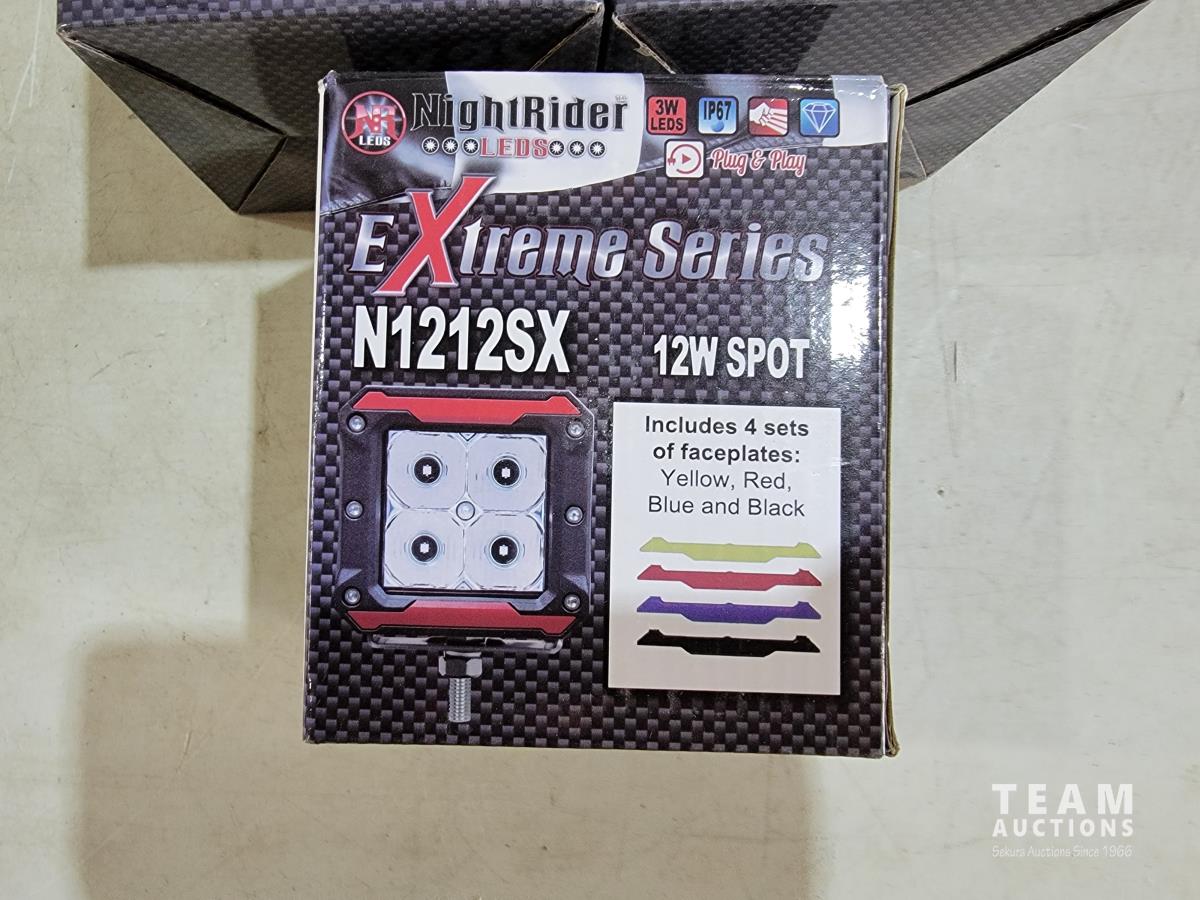 NR
LEDS
NightRider™
LEDS
3W
LEDS
IP67
Plug & Play
EXtreme Series
N1212SX
12W SPOT
Includes 4 sets
of faceplates:
Yellow, Red,
Blue and Black
TEAM
AUCTIONS
Sekura Auctions Since 1966